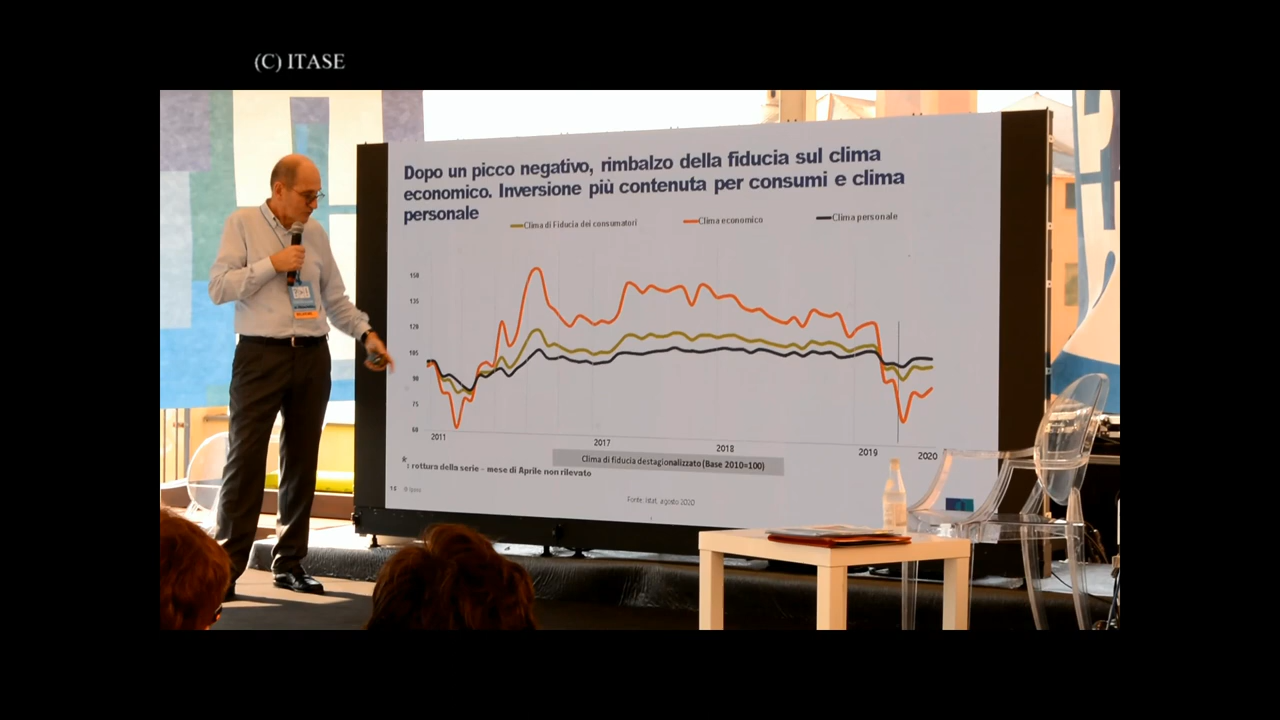 (C) ITASE
Dopo un picco negativo, rimbalzo della fiducia sul clima
economico. Inversione più contenuta per consumi e clima
personale
Clima di Fiducia dei consumatori Clima economico Clima personale
150
135
120
105
90
75
60
2011 2017 2018 2019 2020
Clima di fiducia destagionalizzato (Base 2010=100)
*
: rottura della serie - mese di Aprile non rilevato
© Ipsos
Fonte: Istat, agosto 2020